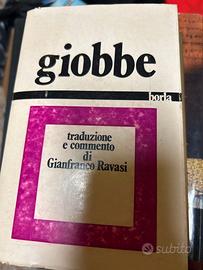 giobbe
borla
traduzione
e commento
di
Gianfranco Ravasi
subito